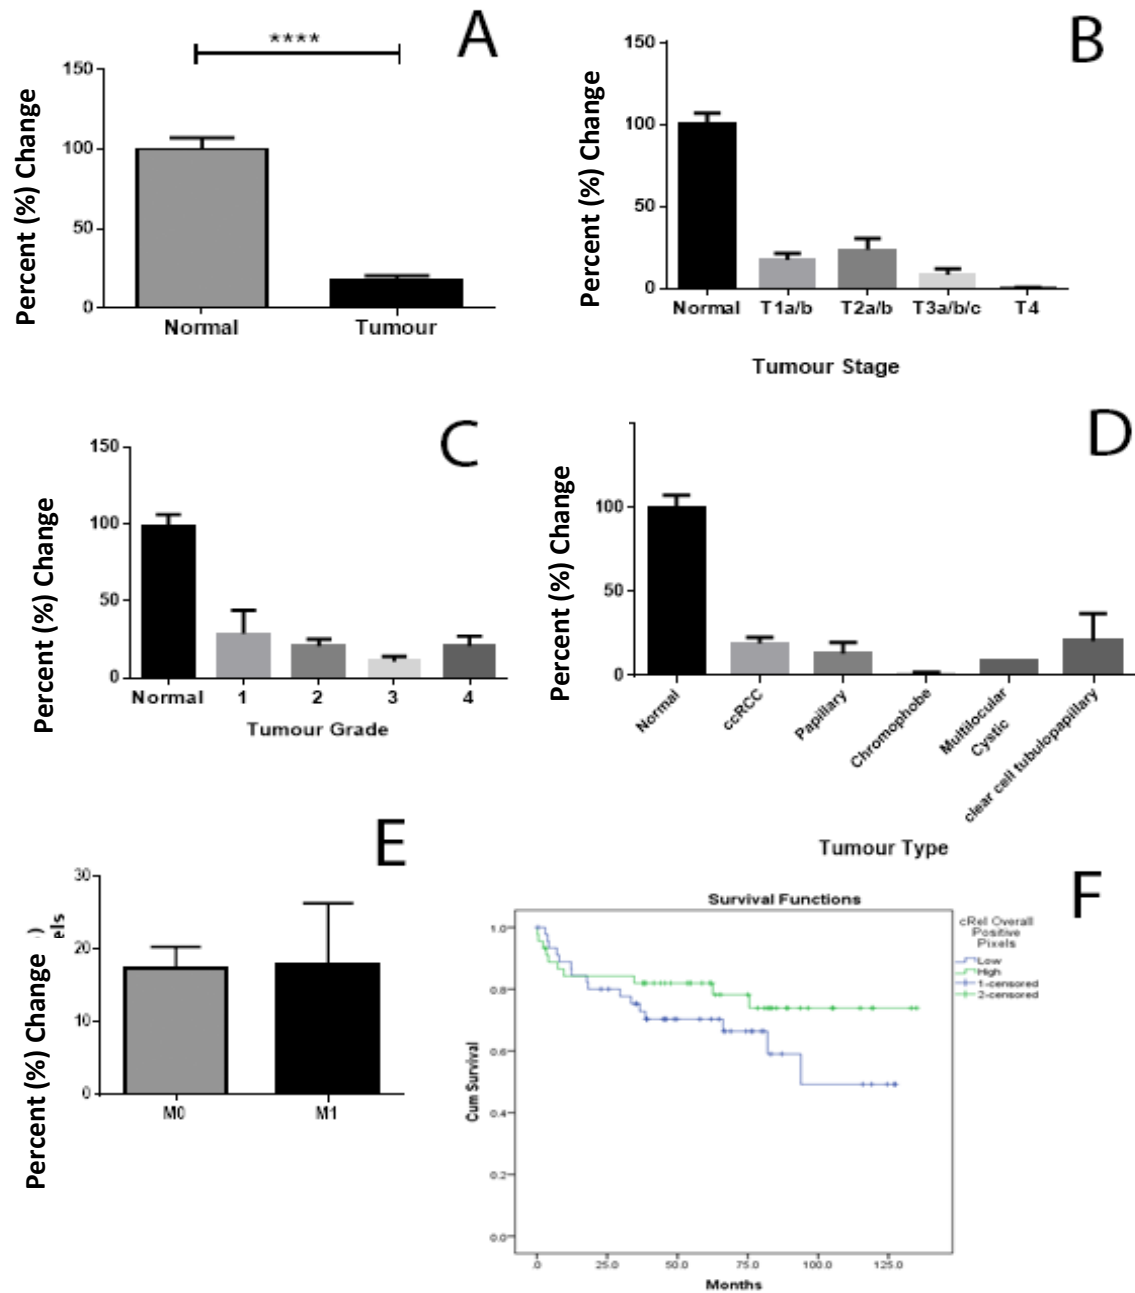 A
****
Percent (%) Change
150
100
50
0
Normal
Tumour
B
Percent (%) Change
150
100
50
0
Normal
T1a/b
T2a/b
T3a/b/c
T4
Tumour Stage
C
Percent (%) Change
150
100
50
0
Normal
1
2
3
4
Tumour Grade
D
Percent (%) Change
100
50
0
Normal
ccRCC
Papillary
Chromophobe
Multilocular
Cystic
clear cell tubulopapillary
Tumour Type
E
Percent (%) Change )
els
30
20
10
0
M0
M1
F
Survival Functions
Cum Survival
1.0
0.8
0.6
0.4
0.2
0.0
.0
25.0
50.0
75.0
100.0
125.0
Months
cRel Overall
Positive
Pixels
Low
High
1-censored
2-censored